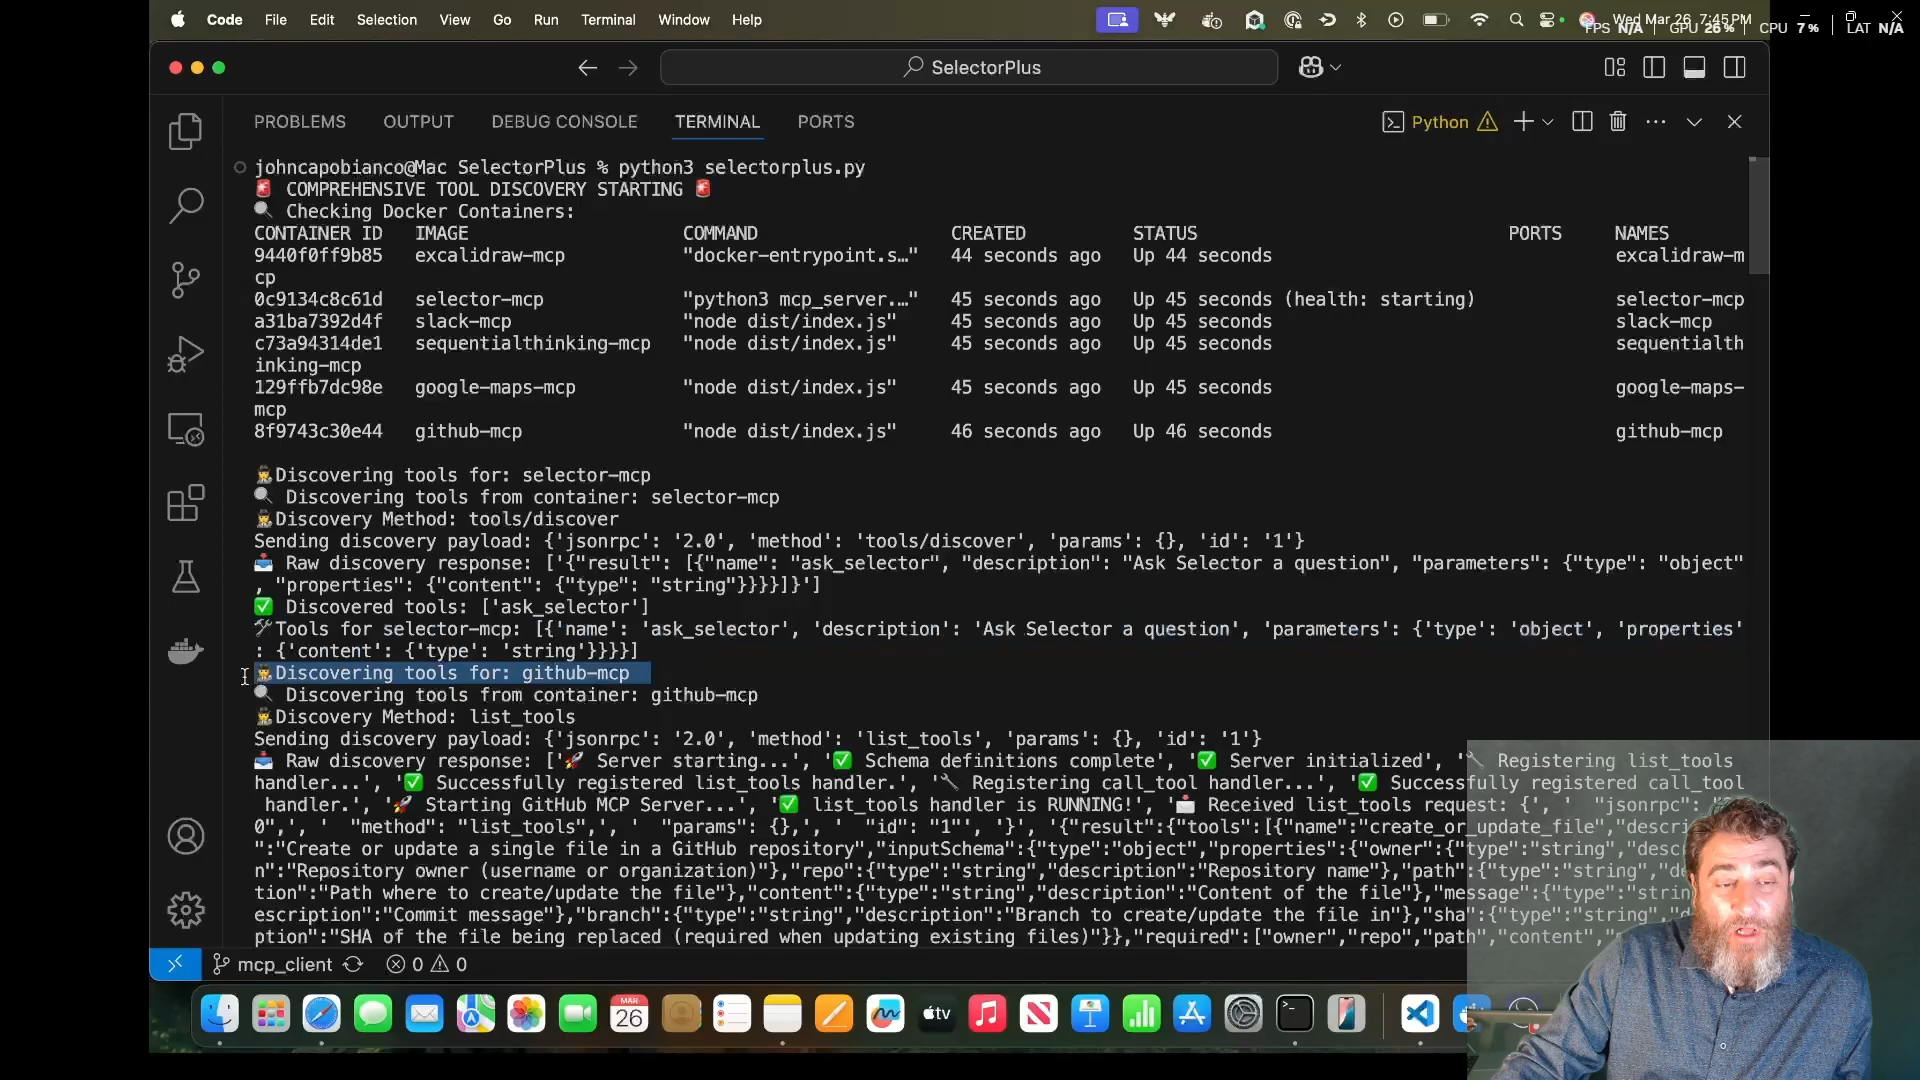 Code File Edit Selection View Go Run Terminal Window Help Wed Mar 26 7:45 PM
FPS N/A GPU 26% CPU 7% LAT N/A
SelectorPlus
PROBLEMS OUTPUT DEBUG CONSOLE TERMINAL PORTS Python
johncapobianco@Mac SelectorPlus % python3 selectorplus.py
🚨 COMPREHENSIVE TOOL DISCOVERY STARTING 🚨
🔍 Checking Docker Containers:
CONTAINER ID IMAGE COMMAND CREATED STATUS PORTS NAMES
9440f0ff9b85 excalidraw-mcp "docker-entrypoint.s…" 44 seconds ago Up 44 seconds excalidraw-m
cp
0c9134c8c61d selector-mcp "python3 mcp_server.…" 45 seconds ago Up 45 seconds (health: starting) selector-mcp
a31ba7392d4f slack-mcp "node dist/index.js" 45 seconds ago Up 45 seconds slack-mcp
c73a94314de1 sequentialthinking-mcp "node dist/index.js" 45 seconds ago Up 45 seconds sequentialth
inking-mcp
129ffb7dc98e google-maps-mcp "node dist/index.js" 45 seconds ago Up 45 seconds google-maps-
mcp
8f9743c30e44 github-mcp "node dist/index.js" 46 seconds ago Up 46 seconds github-mcp
🕵️Discovering tools for: selector-mcp
🔍 Discovering tools from container: selector-mcp
🕵️Discovery Method: tools/discover
Sending discovery payload: {'jsonrpc': '2.0', 'method': 'tools/discover', 'params': {}, 'id': '1'}
📥 Raw discovery response: ['{"result": [{"name": "ask_selector", "description": "Ask Selector a question", "parameters": {"type": "object"
, "properties": {"content": {"type": "string"}}}}]}']
✅ Discovered tools: ['ask_selector']
🛠️Tools for selector-mcp: [{'name': 'ask_selector', 'description': 'Ask Selector a question', 'parameters': {'type': 'object', 'properties'
: {'content': {'type': 'string'}}}}]
🕵️Discovering tools for: github-mcp
🔍 Discovering tools from container: github-mcp
🕵️Discovery Method: list_tools
Sending discovery payload: {'jsonrpc': '2.0', 'method': 'list_tools', 'params': {}, 'id': '1'}
📥 Raw discovery response: ['🚀 Server starting...', '✅ Schema definitions complete', '✅ Server initialized', '🔧 Registering list_tools
handler...', '✅ Successfully registered list_tools handler.', '🔧 Registering call_tool handler...', '✅ Successfully registered call_tool
handler.', '🚀 Starting GitHub MCP Server...', '✅ list_tools handler is RUNNING!', '📩 Received list_tools request: {', ' "jsonrpc": "
0",', ' "method": "list_tools",', ' "params": {},', ' "id": "1"', '}', '{"result":{"tools":[{"name":"create_or_update_file","descri
":"Create or update a single file in a GitHub repository","inputSchema":{"type":"object","properties":{"owner":{"type":"string","desc
n":"Repository owner (username or organization)"},"repo":{"type":"string","description":"Repository name"},"path":{"type":"string","de
tion":"Path where to create/update the file"},"content":{"type":"string","description":"Content of the file"},"message":{"type":"strin
escription":"Commit message"},"branch":{"type":"string","description":"Branch to create/update the file in"},"sha":{"type":"string","d
ption":"SHA of the file being replaced (required when updating existing files)"}},"required":["owner","repo","path","content",
mcp_client 0 0
MAR
26
tv